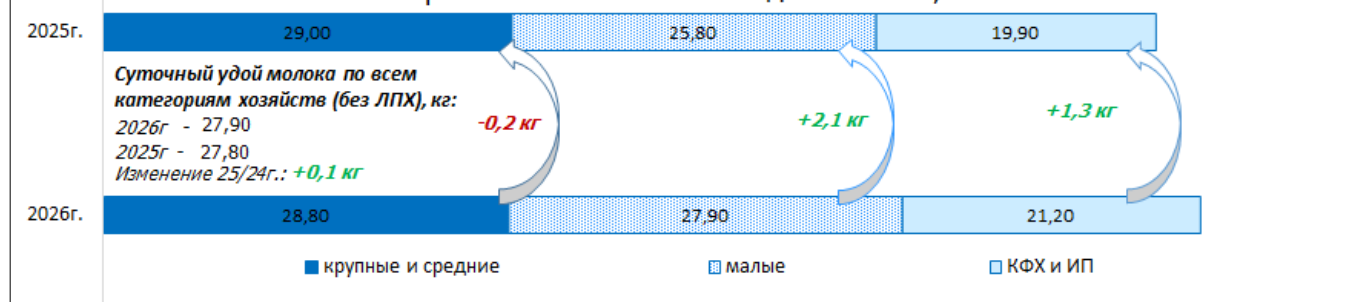 2025г.
29,00
25,80
19,90
Суточный удой молока по всем
категориям хозяйств (без ЛПХ), кг:
2026г - 27,90
2025г - 27,80
Изменение 25/24г.: +0,1 кг
-0,2 кг
+2,1 кг
+1,3 кг
2026г.
28,80
27,90
21,20
крупные и средние
малые
КФХ и ИП